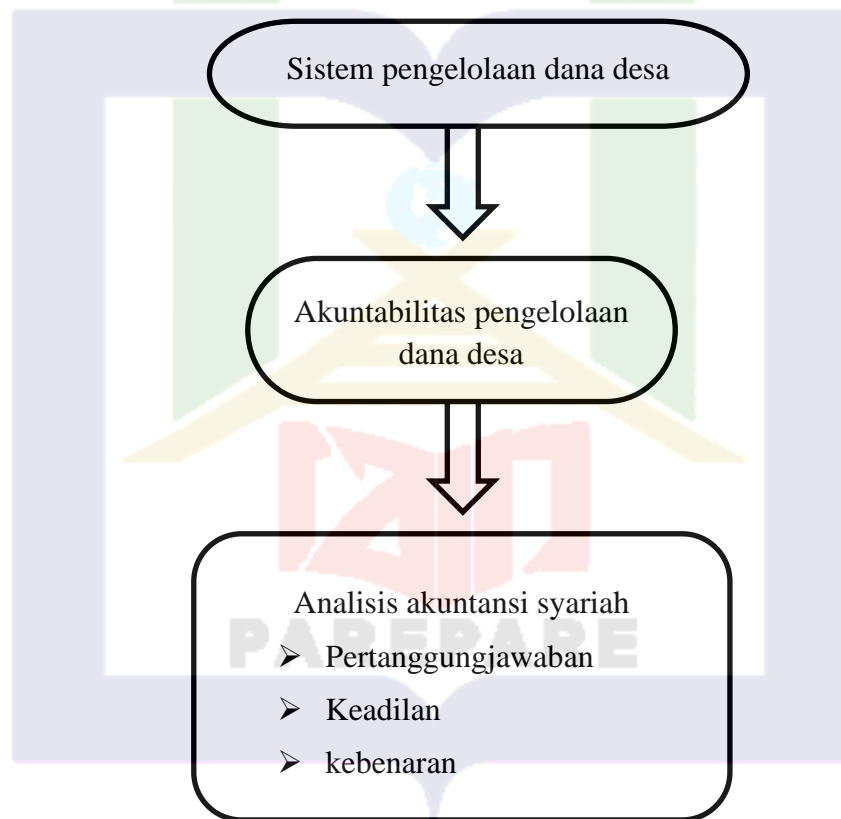 Sistem pengelolaan dana desa
Akuntabilitas pengelolaan
dana desa
Analisis akuntansi syariah
PAREPARE
➢ Pertanggungjawaban
➢ Keadilan
➢ kebenaran